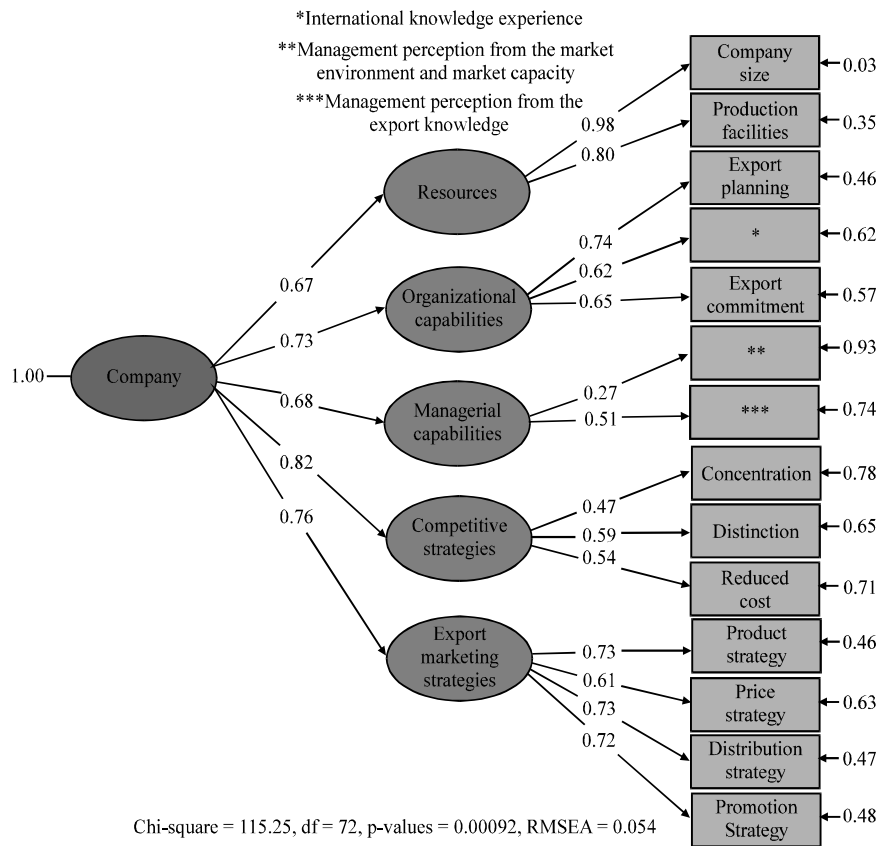 *International knowledge experience
**Management perception from the market
environment and market capacity
***Management perception from the
export knowledge
Company
size
0.03
0.98
Production
facilities
0.35
0.80
Resources
Export
planning
0.46
0.74
*
0.62
0.62
0.67
Organizational
capabilities
0.65
Export
commitment
0.57
0.73
1.00
Company
**
0.93
0.27
0.68
Managerial
capabilities
0.51
***
0.74
0.82
Concentration
0.78
0.47
0.76
Competitive
strategies
0.59
Distinction
0.65
0.54
Reduced
cost
0.71
Export
marketing
strategies
0.73
Product
strategy
0.46
0.61
Price
strategy
0.63
0.73
Distribution
strategy
0.47
0.72
Promotion
Strategy
0.48
Chi-square = 115.25, df = 72, p-values = 0.00092, RMSEA = 0.054